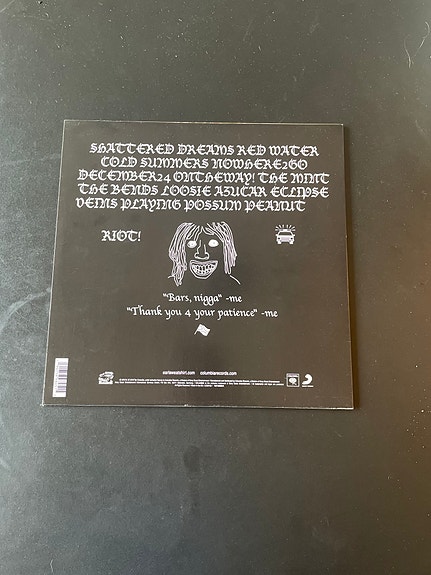 SHATTERED DREAMS RED WATER
COLD SUMMERS NOWHERE2GO
DECEMBER24 ONTHEWAY! THE MINT
THE BENDS LOOSIE AZUCAR ECLIPSE
VEINS PLAYING POSSUM PEANUT
RIOT!
"Bars, nigga" -me
"Thank you 4 your patience" -me
earlsweatshirt.com columbiarecords.com